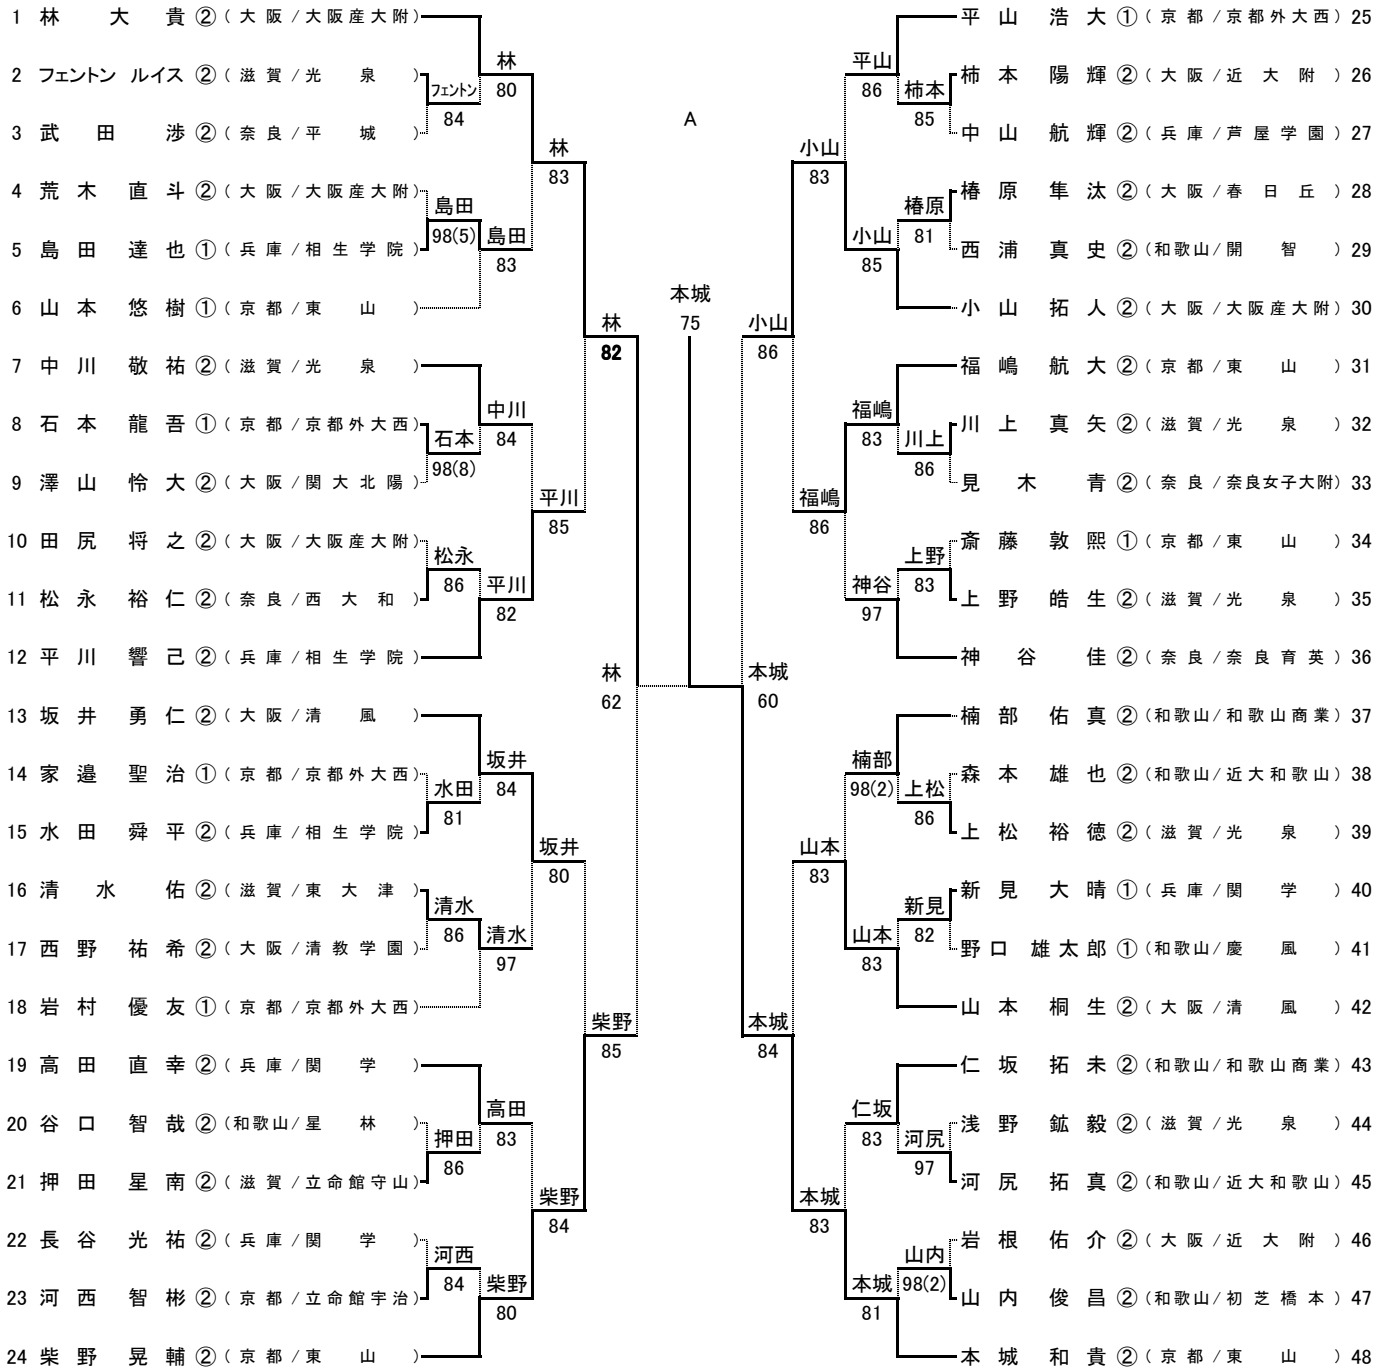 1 林 大 貴 ② ( 大 阪 / 大 阪 産 大 附 )
2 フェントン ルイス ② ( 滋 賀 / 光 泉 )
3 武 田 渉 ② ( 奈 良 / 平 城 )
4 荒 木 直 斗 ② ( 大 阪 / 大 阪 産 大 附 )
5 島 田 達 也 ① ( 兵 庫 / 相 生 学 院 )
6 山 本 悠 樹 ① ( 京 都 / 東 山 )
7 中 川 敬 祐 ② ( 滋 賀 / 光 泉 )
8 石 本 龍 吾 ① ( 京 都 / 京 都 外 大 西 )
9 澤 山 怜 大 ② ( 大 阪 / 関 大 北 陽 )
10 田 尻 将 之 ② ( 大 阪 / 大 阪 産 大 附 )
11 松 永 裕 仁 ② ( 奈 良 / 西 大 和 )
12 平 川 響 己 ② ( 兵 庫 / 相 生 学 院 )
13 坂 井 勇 仁 ② ( 大 阪 / 清 風 )
14 家 邉 聖 治 ① ( 京 都 / 京 都 外 大 西 )
15 水 田 舜 平 ② ( 兵 庫 / 相 生 学 院 )
16 清 水 佑 ② ( 滋 賀 / 東 大 津 )
17 西 野 祐 希 ② ( 大 阪 / 清 教 学 園 )
18 岩 村 優 友 ① ( 京 都 / 京 都 外 大 西 )
19 高 田 直 幸 ② ( 兵 庫 / 関 学 )
20 谷 口 智 哉 ② ( 和歌山 / 星 林 )
21 押 田 星 南 ② ( 滋 賀 / 立 命 館 守 山 )
22 長 谷 光 祐 ② ( 兵 庫 / 関 学 )
23 河 西 智 彬 ② ( 京 都 / 立 命 館 宇 治 )
24 柴 野 晃 輔 ② ( 京 都 / 東 山 )
フェントン
84
島田
98(5)
石本
98(8)
松永
86
水田
81
清水
86
押田
86
河西
84
林
80
島田
83
中川
84
平川
82
坂井
84
清水
97
高田
83
柴野
80
林
83
平川
85
坂井
80
柴野
84
林
82
柴野
85
林
62
A
本城
75
本城
60
小山
86
本城
84
小山
83
福嶋
86
山本
83
本城
83
平山
86
小山
85
福嶋
83
神谷
97
楠部
98(2)
山本
83
仁坂
83
本城
81
柿本
85
椿原
81
川上
86
上野
83
上松
86
新見
82
河尻
97
山内
98(2)
平 山 浩 大 ① ( 京 都 / 京 都 外 大 西 ) 25
柿 本 陽 輝 ② ( 大 阪 / 近 大 附 ) 26
中 山 航 輝 ② ( 兵 庫 / 芦 屋 学 園 ) 27
椿 原 隼 汰 ② ( 大 阪 / 春 日 丘 ) 28
西 浦 真 史 ② ( 和歌山 / 開 智 ) 29
小 山 拓 人 ② ( 大 阪 / 大 阪 産 大 附 ) 30
福 嶋 航 大 ② ( 京 都 / 東 山 ) 31
川 上 真 矢 ② ( 滋 賀 / 光 泉 ) 32
見 木 青 ② ( 奈 良 / 奈良女子大附 ) 33
斎 藤 敦 熙 ① ( 京 都 / 東 山 ) 34
上 野 皓 生 ② ( 滋 賀 / 光 泉 ) 35
神 谷 佳 ② ( 奈 良 / 奈 良 育 英 ) 36
楠 部 佑 真 ② ( 和歌山 / 和 歌 山 商 業 ) 37
森 本 雄 也 ② ( 和歌山 / 近 大 和 歌 山 ) 38
上 松 裕 徳 ② ( 滋 賀 / 光 泉 ) 39
新 見 大 晴 ① ( 兵 庫 / 関 学 ) 40
野 口 雄 太 郎 ① ( 和歌山 / 慶 風 ) 41
山 本 桐 生 ② ( 大 阪 / 清 風 ) 42
仁 坂 拓 未 ② ( 和歌山 / 和 歌 山 商 業 ) 43
浅 野 鉱 毅 ② ( 滋 賀 / 光 泉 ) 44
河 尻 拓 真 ② ( 和歌山 / 近 大 和 歌 山 ) 45
岩 根 佑 介 ② ( 大 阪 / 近 大 附 ) 46
山 内 俊 昌 ② ( 和歌山 / 初 芝 橋 本 ) 47
本 城 和 貴 ② ( 京 都 / 東 山 ) 48